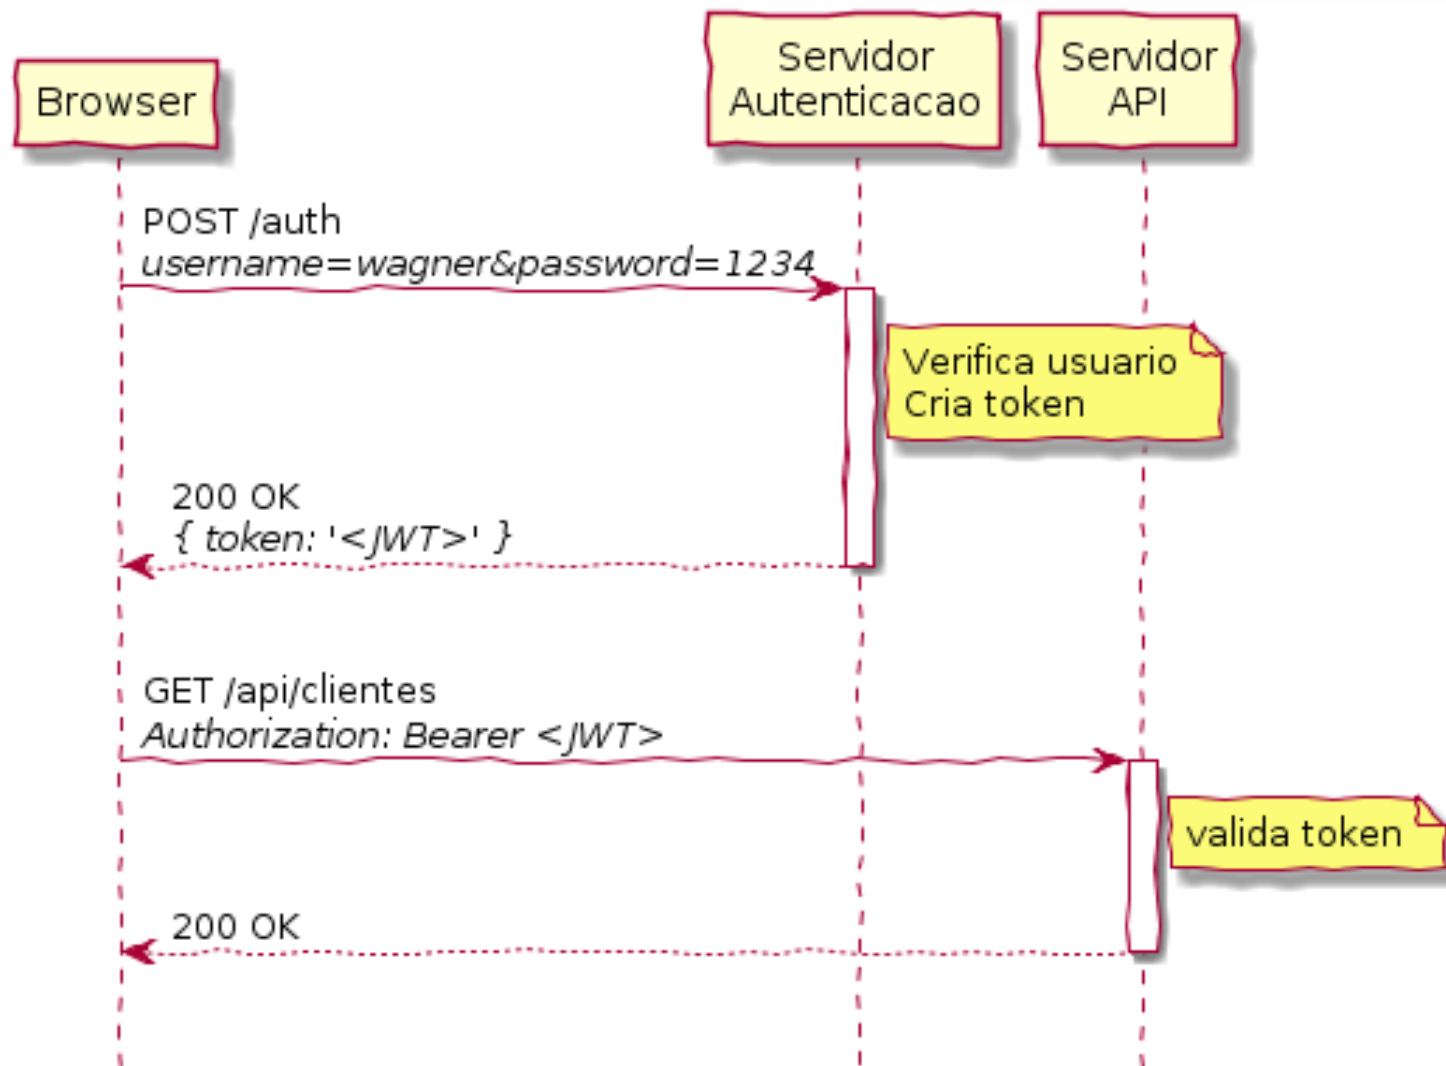 Browser
Servidor
Autenticacao
Servidor
API
POST /auth
username=wagner&password=1234
Verifica usuario
Cria token
200 OK
{ token: '<JWT>' }
GET /api/clientes
Authorization: Bearer <JWT>
valida token
200 OK